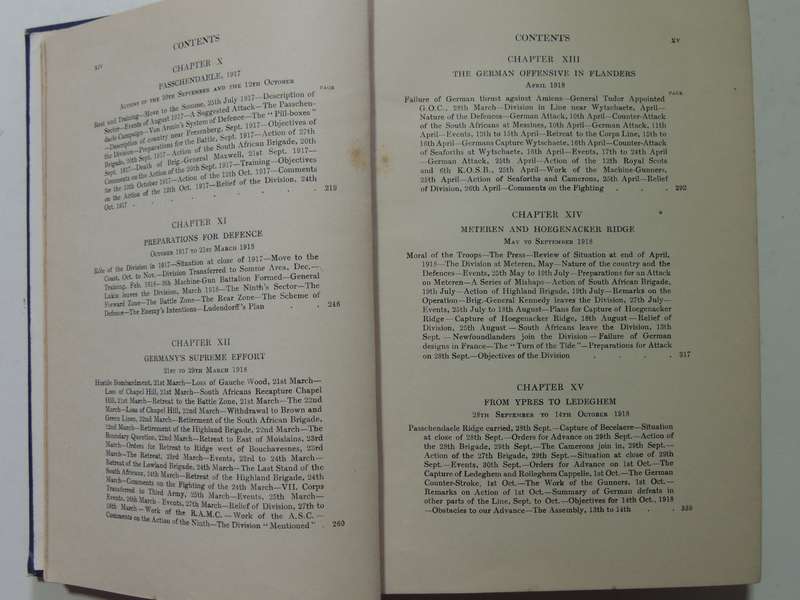 xiv
CONTENTS
CHAPTER X
PASSCHENDAELE, 1917
ACTIONS OF THE 20TH SEPTEMBER AND THE 12TH OCTOBER
PAGE
Rest and Training—Move to the Somme, 25th July 1917—Description of
Sector—Events of August 1917—A Suggested Attack—The Passchen-
daele Campaign—Von Armin's System of Defence—The "Pill-boxes"
—Description of country near Frezenberg, Sept. 1917—Objectives of
the Division—Preparations for the Battle, Sept. 1917—Action of 27th
Brigade, 20th Sept. 1917—Action of the South African Brigade, 20th
Sept. 1917—Death of Brig.-General Maxwell, 21st Sept. 1917—
Comments on the Action of the 20th Sept. 1917—Training—Objectives
for the 12th October 1917—Action of the 12th Oct. 1917—Comments
on the Action of the 12th Oct. 1917—Relief of the Division, 24th
Oct. 1917 . . . . . . . 219
CHAPTER XI
PREPARATIONS FOR DEFENCE
OCTOBER 1917 TO 21ST MARCH 1918
Rôle of the Division in 1917—Situation at close of 1917—Move to the
Coast, Oct. to Nov.—Division Transferred to Somme Area, Dec.—
Training, Feb. 1918—9th Machine-Gun Battalion Formed—General
Lukin leaves the Division, March 1918—The Ninth's Sector—The
Forward Zone—The Battle Zone—The Rear Zone—The Scheme of
Defence—The Enemy's Intentions—Ludendorff's Plan . . 246
CHAPTER XII
GERMANY'S SUPREME EFFORT
21ST TO 29TH MARCH 1918
Hostile Bombardment, 21st March—Loss of Gauche Wood, 21st March—
Loss of Chapel Hill, 21st March—South Africans Recapture Chapel
Hill, 21st March—Retreat to the Battle Zone, 21st March—The 22nd
March—Loss of Chapel Hill, 22nd March—Withdrawal to Brown and
Green Lines, 22nd March—Retirement of the South African Brigade,
22nd March—Retirement of the Highland Brigade, 22nd March—The
Boundary Question, 22nd March—Retreat to East of Moislains, 23rd
March—Orders for Retreat to Ridge west of Bouchavesnes, 23rd
March—The Retreat, 23rd March—Events, 23rd to 24th March—
Retreat of the Lowland Brigade, 24th March—The Last Stand of the
South Africans, 24th March—Retreat of the Highland Brigade, 24th
March—Comments on the Fighting of the 24th March—VII. Corps
Transferred to Third Army, 25th March—Events, 25th March—
Events, 26th March—Events, 27th March—Relief of Division, 27th to
28th March—Work of the R.A.M.C.—Work of the A.S.C.—
Comments on the Action of the Ninth—The Division "Mentioned" . 260
CONTENTS
xv
CHAPTER XIII
THE GERMAN OFFENSIVE IN FLANDERS
APRIL 1918
PAGE
Failure of German thrust against Amiens—General Tudor Appointed
G.O.C., 28th March—Division in Line near Wytschaete, April—
Nature of the Defences—German Attack, 10th April—Counter-Attack
of the South Africans at Messines, 10th April—German Attack, 11th
April—Events, 12th to 15th April—Retreat to the Corps Line, 15th to
16th April—Germans Capture Wytschaete, 16th April—Counter-Attack
of Seaforths at Wytschaete, 16th April—Events, 17th to 24th April
—German Attack, 25th April—Action of the 12th Royal Scots
and 6th K.O.S.B., 25th April—Work of the Machine-Gunners,
25th April—Action of Seaforths and Camerons, 25th April—Relief
of Division, 26th April—Comments on the Fighting . . . . 292
CHAPTER XIV
METEREN AND HOEGENACKER RIDGE
MAY TO SEPTEMBER 1918
Moral of the Troops—The Press—Review of Situation at end of April,
1918—The Division at Meteren, May—Nature of the country and the
Defences—Events, 25th May to 19th July—Preparations for an Attack
on Meteren—A Series of Mishaps—Action of South African Brigade,
19th July—Action of Highland Brigade, 19th July—Remarks on the
Operation—Brig.-General Kennedy leaves the Division, 27th July—
Events, 25th July to 18th August—Plans for Capture of Hoegenacker
Ridge—Capture of Hoegenacker Ridge, 18th August—Relief of
Division, 25th August—South Africans leave the Division, 13th
Sept.—Newfoundlanders join the Division—Failure of German
designs in France—The "Turn of the Tide"—Preparations for Attack
on 28th Sept.—Objectives of the Division . . . . . 317
CHAPTER XV
FROM YPRES TO LEDEGHEM
28TH SEPTEMBER TO 14TH OCTOBER 1918
Passchendaele Ridge carried, 28th Sept.—Capture of Becelaere—Situation
at close of 28th Sept.—Orders for Advance on 29th Sept.—Action of
the 28th Brigade, 29th Sept.—The Camerons join in, 29th Sept.—
Action of the 27th Brigade, 29th Sept.—Situation at close of 29th
Sept.—Events, 30th Sept.—Orders for Advance on 1st Oct.—The
Capture of Ledeghem and Rolleghem Cappelle, 1st Oct.—The German
Counter-Stroke, 1st Oct.—The Work of the Gunners, 1st Oct.—
Remarks on Action of 1st Oct.—Summary of German defeats in
other parts of the Line, Sept. to Oct.—Objectives for 14th Oct., 1918
—Obstacles to our Advance—The Assembly, 13th to 14th . . 335